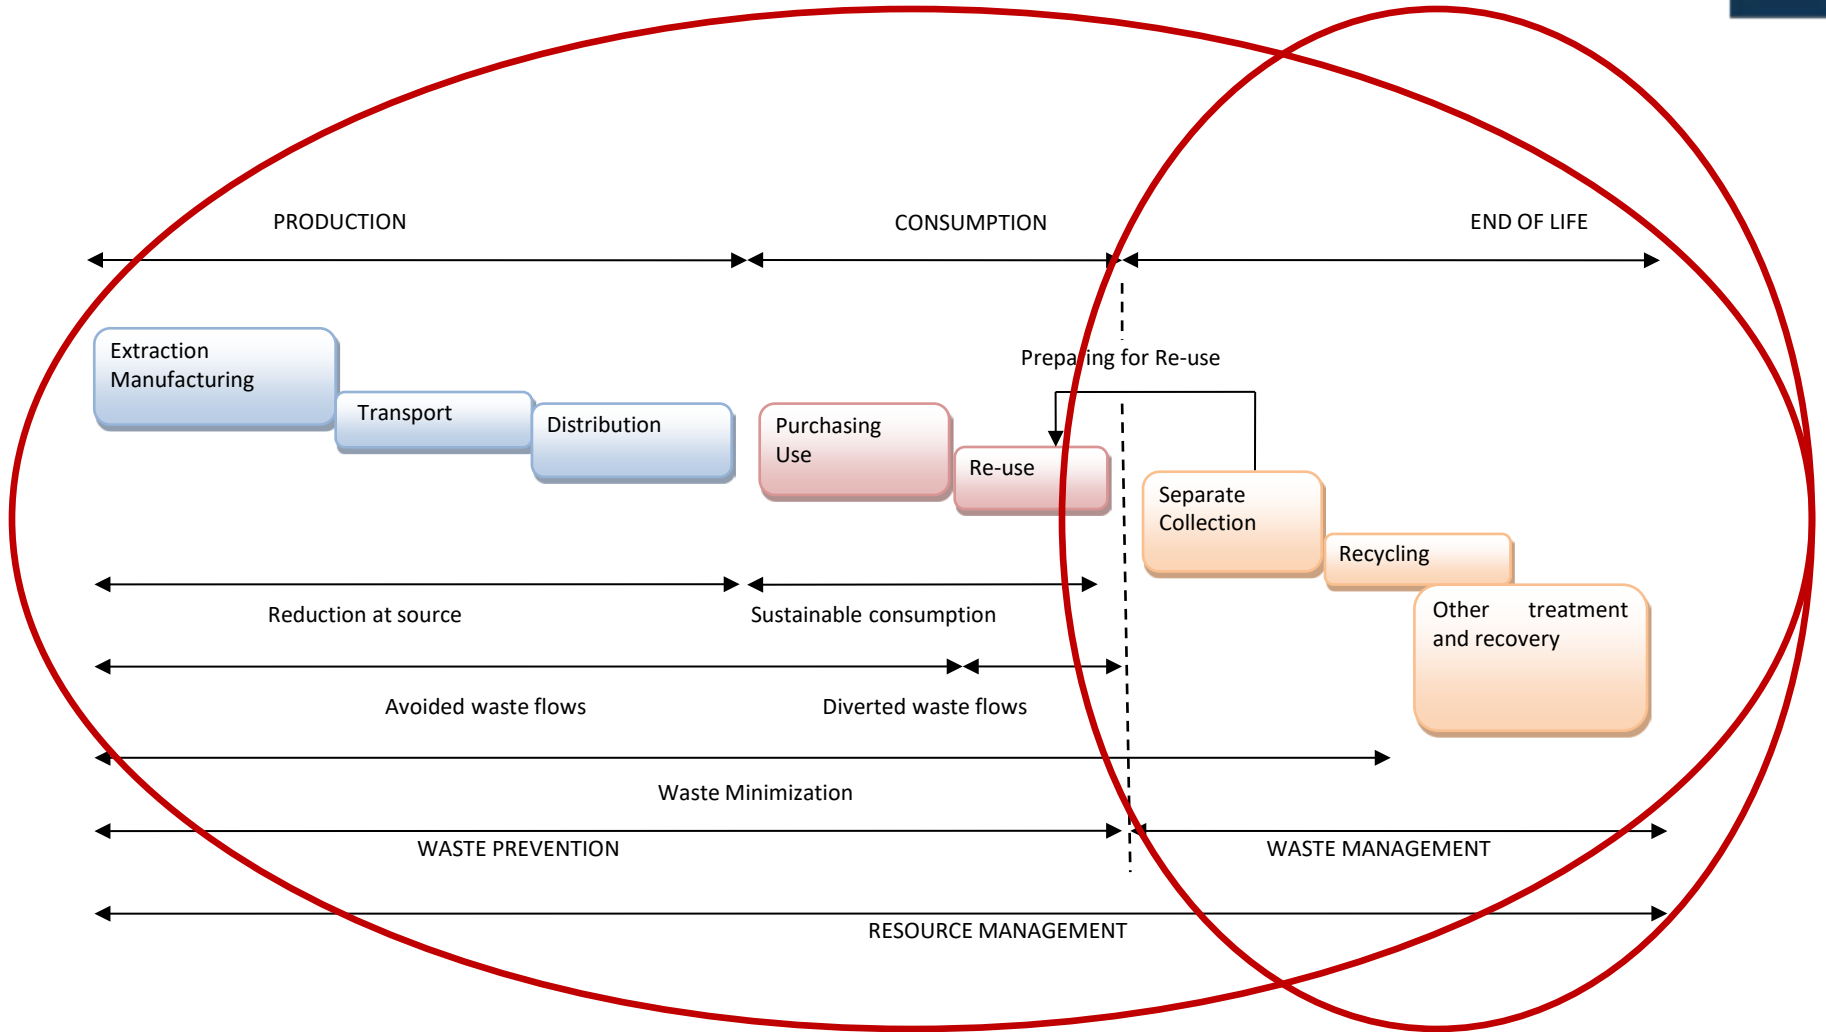 PRODUCTION
CONSUMPTION
END OF LIFE
Extraction
Manufacturing
Transport
Distribution
Purchasing
Use
Re-use
Preparing for Re-use
Separate
Collection
Recycling
Other treatment
and recovery
Reduction at source
Sustainable consumption
Avoided waste flows
Diverted waste flows
Waste Minimization
WASTE PREVENTION
WASTE MANAGEMENT
RESOURCE MANAGEMENT